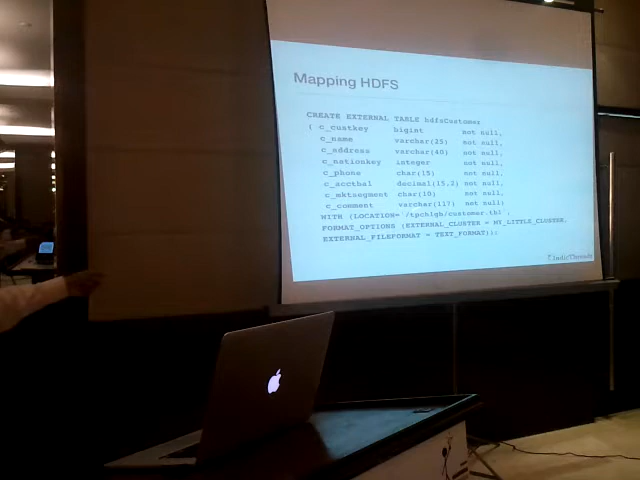 Mapping HDFS
CREATE EXTERNAL TABLE hdfsCustomer
( c_custkey bigint not null,
c_name varchar(25) not null,
c_address varchar(40) not null,
c_nationkey integer not null,
c_phone char(15) not null,
c_acctbal decimal(15,2) not null,
c_mktsegment char(10) not null,
c_comment varchar(117) not null)
WITH (LOCATION='/tpch1gb/customer.tbl',
FORMAT_OPTIONS (EXTERNAL_CLUSTER = MY_LITTLE_CLUSTER,
EXTERNAL_FILEFORMAT = TEXT_FORMAT));
IndicThreads